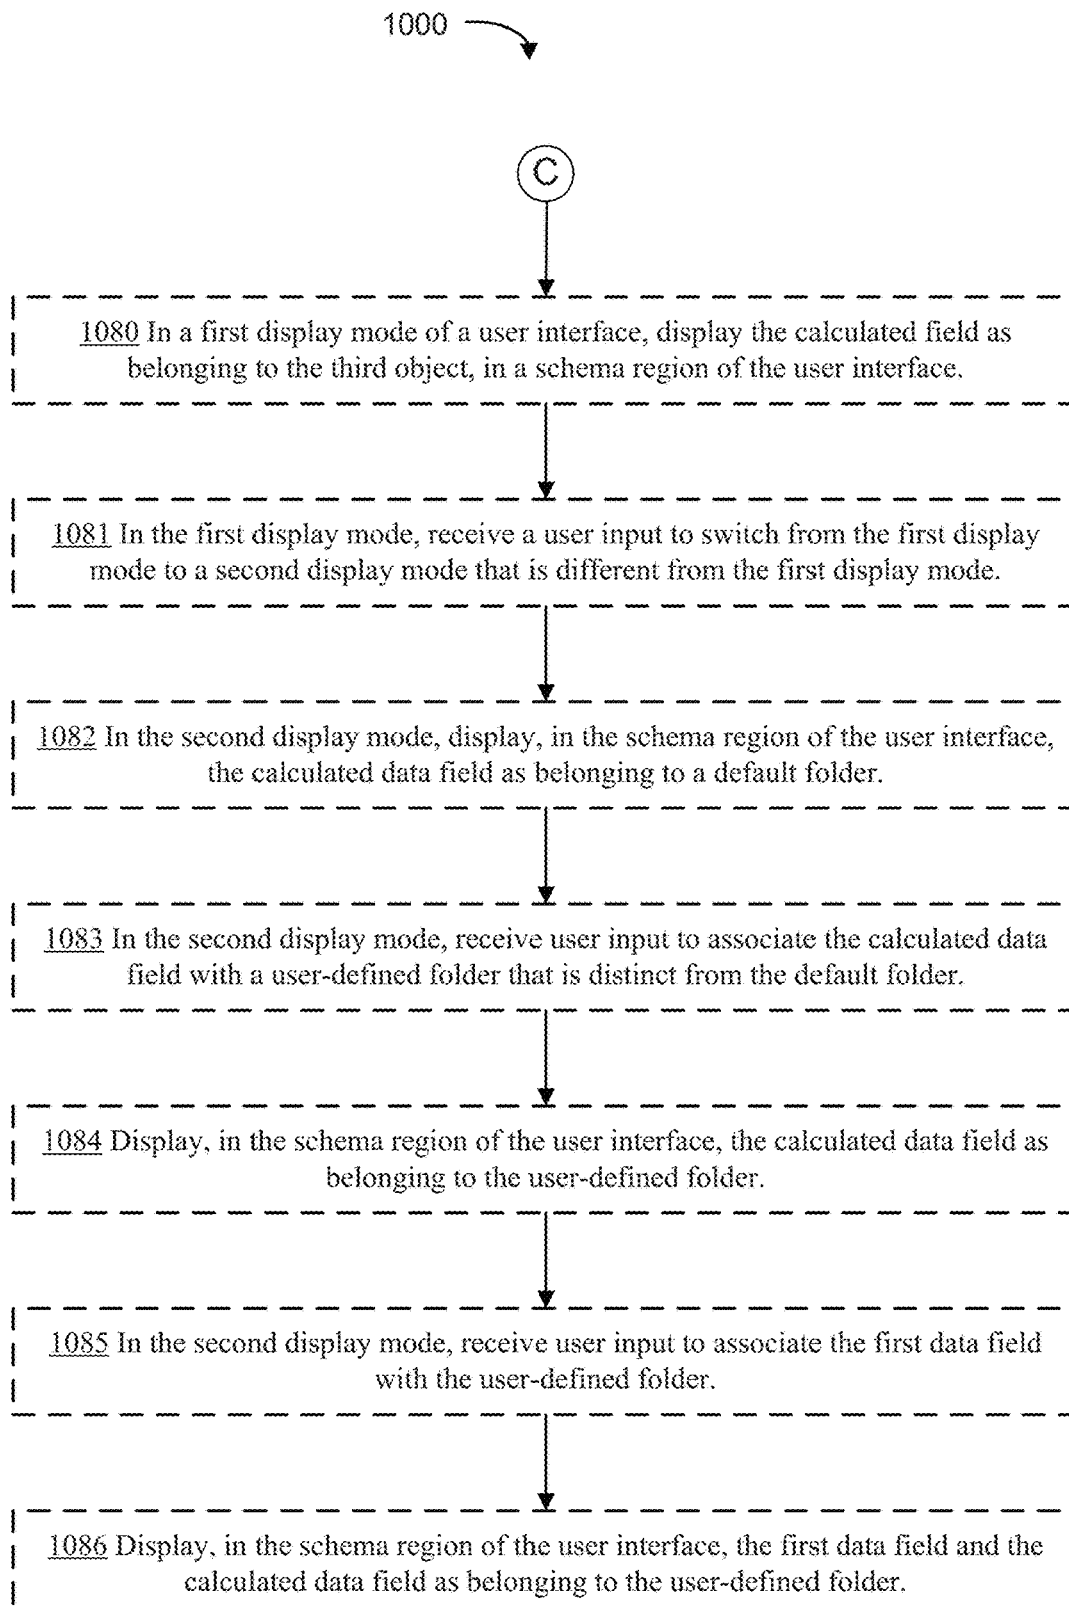 1000
C
1080 In a first display mode of a user interface, display the calculated field as
belonging to the third object, in a schema region of the user interface.
1081 In the first display mode, receive a user input to switch from the first display
mode to a second display mode that is different from the first display mode.
1082 In the second display mode, display, in the schema region of the user interface,
the calculated data field as belonging to a default folder.
1083 In the second display mode, receive user input to associate the calculated data
field with a user-defined folder that is distinct from the default folder.
1084 Display, in the schema region of the user interface, the calculated data field as
belonging to the user-defined folder.
1085 In the second display mode, receive user input to associate the first data field
with the user-defined folder.
1086 Display, in the schema region of the user interface, the first data field and the
calculated data field as belonging to the user-defined folder.